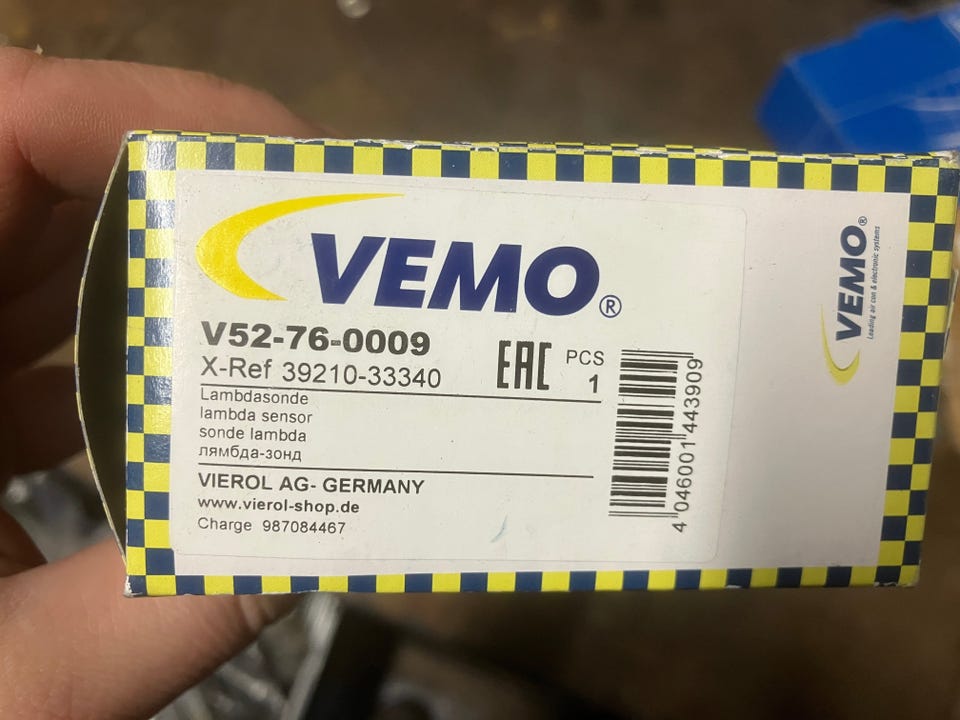 VEMO®
V52-76-0009
X-Ref 39210-33340
EAC PCS
1
Lambdasonde
lambda sensor
sonde lambda
лямбда-зонд
VIEROL AG- GERMANY
www.vierol-shop.de
Charge 987084467
4 046001 443909
VEMO®
Leading air con & electronic systems